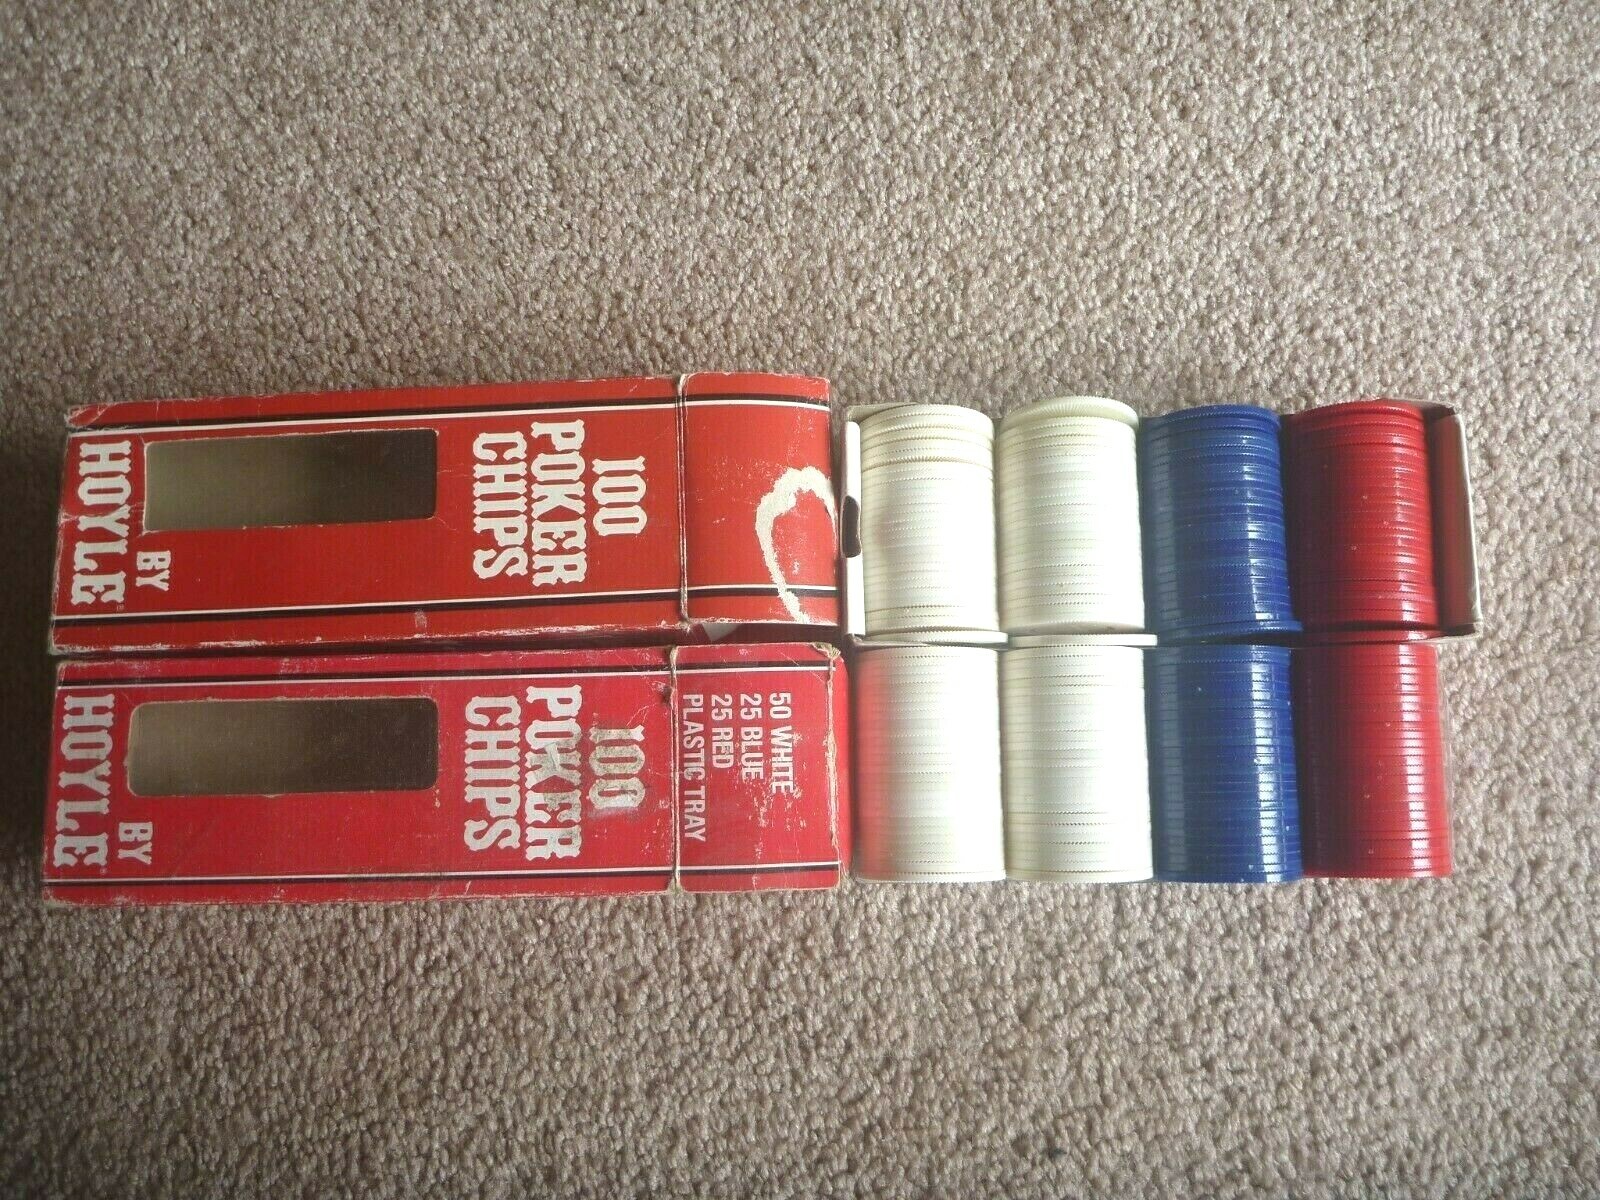 100
POKER
CHIPS
BY
HOYLE®
50 WHITE
25 BLUE
25 RED
PLASTIC TRAY
100
POKER
CHIPS
BY
HOYLE®